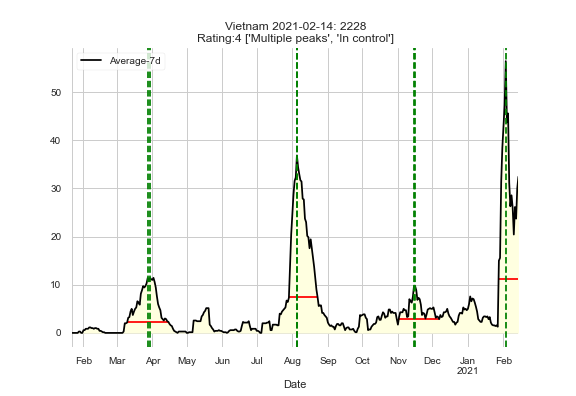 Vietnam 2021-02-14: 2228
Rating:4 ['Multiple peaks', 'In control']
Average-7d
50
40
30
20
10
0
Feb Mar Apr May Jun Jul Aug Sep Oct Nov Dec Jan Feb
2021
Date